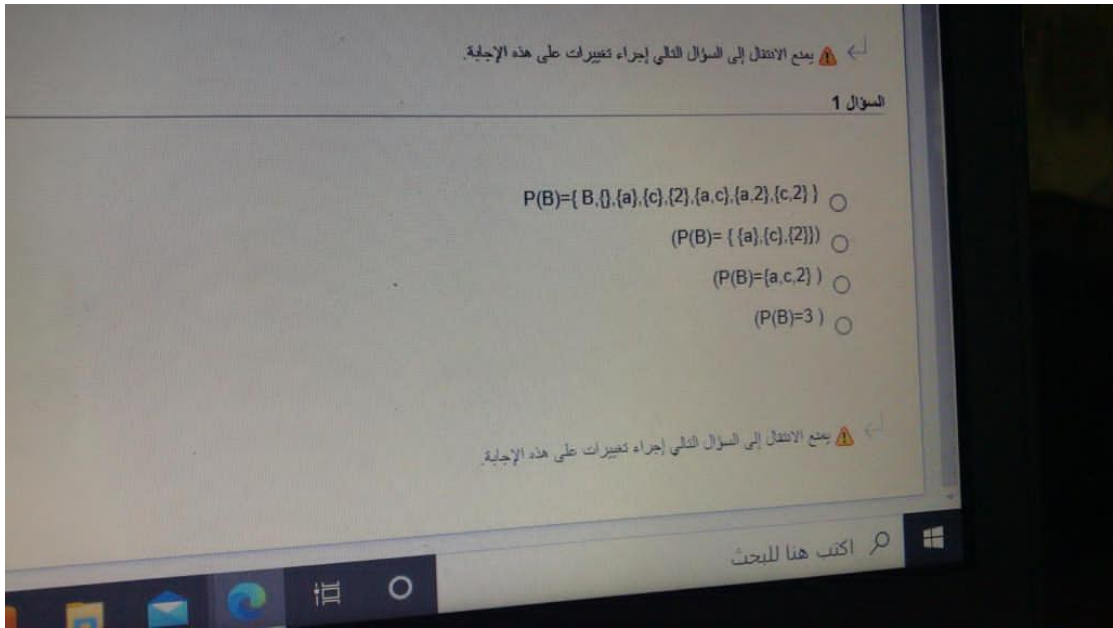 يمنع الانتقال إلى السؤال التالي إجراء تغييرات على هذه الإجابة.
السؤال 1
P(B)={ B,{},{a},{c},{2},{a,c},{a,2},{c,2} }
(P(B)= { {a},{c},{2}})
(P(B)={a,c,2} )
(P(B)=3 )
يمنع الانتقال إلى السؤال التالي إجراء تغييرات على هذه الإجابة.
اكتب هنا للبحث